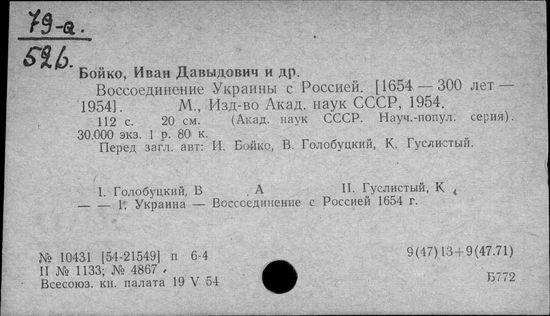 79-а.
526.
Бойко, Иван Давыдович и др.
Воссоединение Украины с Россией. [1654 — 300 лет —
1954]. М., Изд-во Акад. наук СССР, 1954.
112 с. 20 см. (Акад. наук СССР. Науч.-попул. серия).
30.000 экз. 1 р. 80 к.
Перед загл. авт: И. Бойко, В. Голобуцкий, К. Гуслистый.
I. Голобуцкий, В А II. Гуслистый, К
— — 1. Украина — Воссоединение с Россией 1654 г.
№ 10431 [54-21549] п 6-4 9(47)13+9(47.71)
II № 1133; № 4867
Всесоюз. кн. палата 19 V 54 Б772